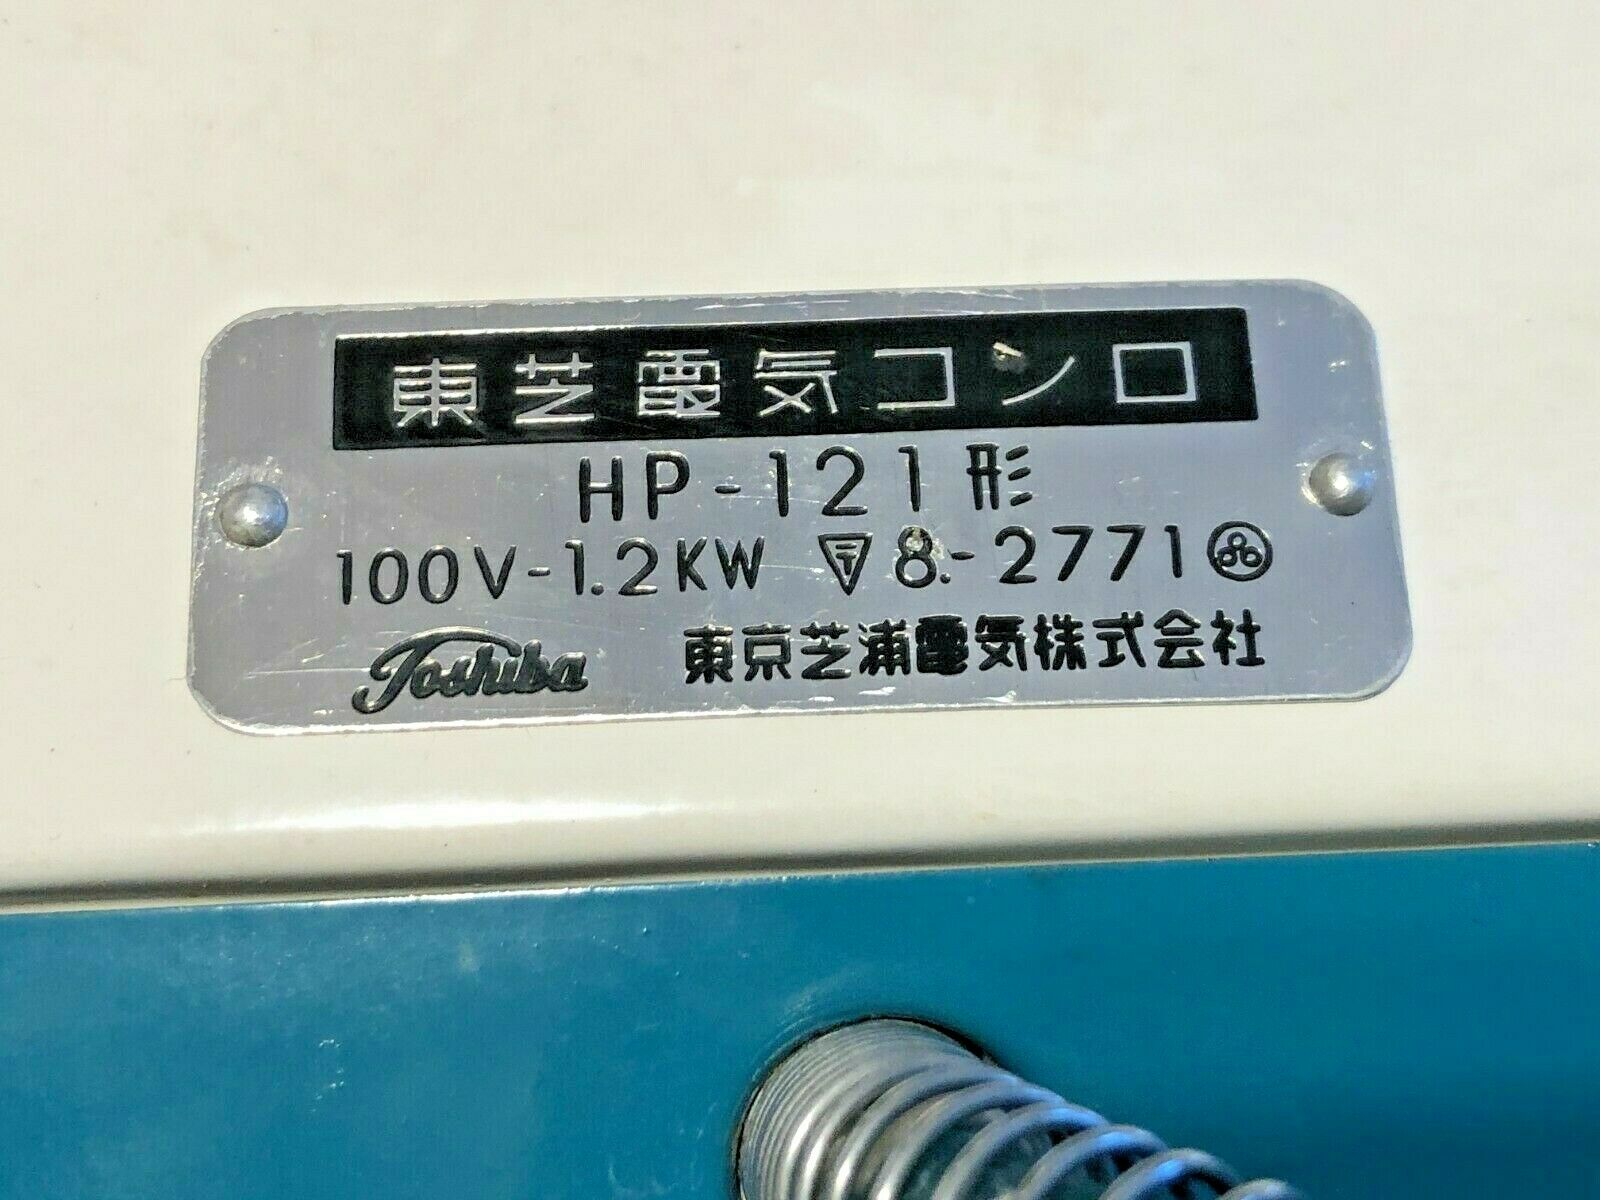 東芝電気コンロ
HP-121形
100V-1.2KW 〒8.-2771
Toshiba 東京芝浦電気株式会社